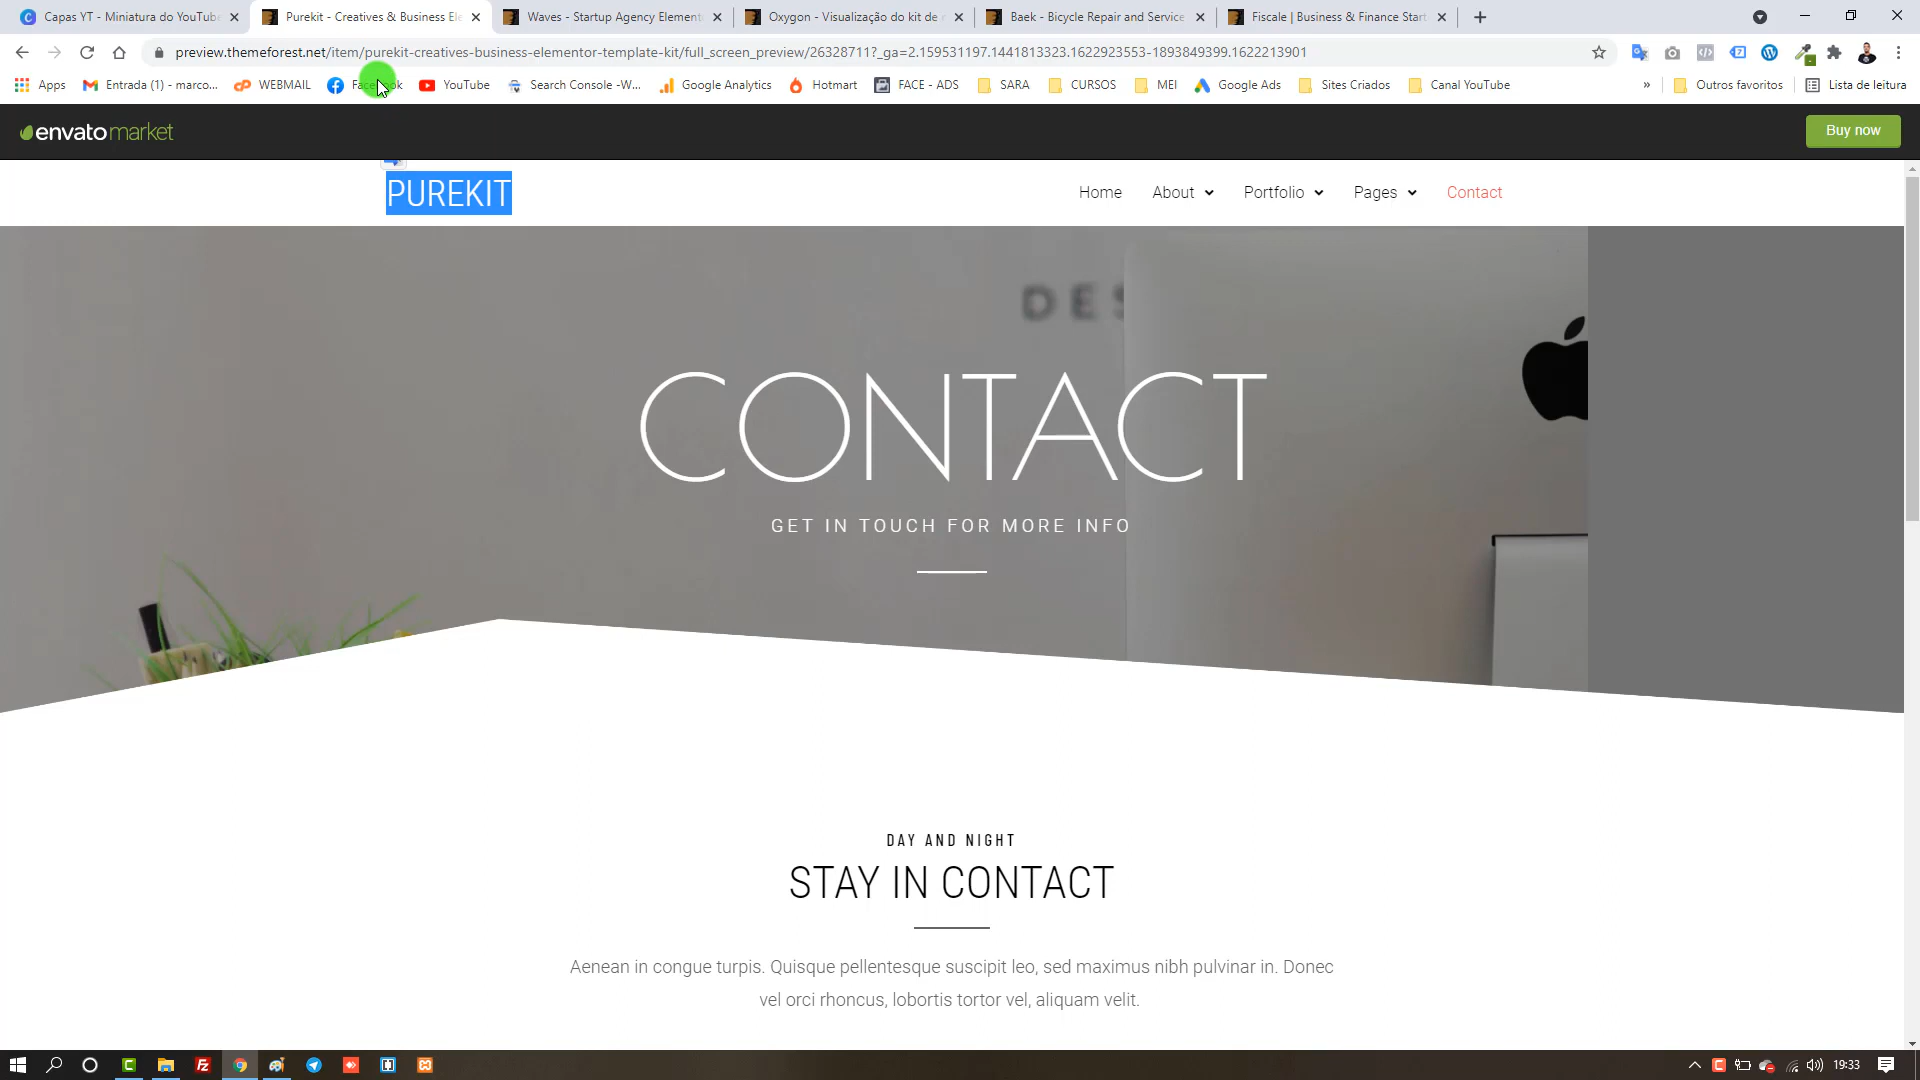 Capas YT - Miniatura do YouTube
Purekit - Creatives & Business Ele
Waves - Startup Agency Element
Oxygon - Visualização do kit de
Baek - Bicycle Repair and Service
Fiscale | Business & Finance Start
preview.themeforest.net/item/purekit-creatives-business-elementor-template-kit/full_screen_preview/26328711?_ga=2.159531197.1441813323.1622923553-1893849399.1622213901
Apps
Entrada (1) - marco...
WEBMAIL
Facebook
YouTube
Search Console -W...
Google Analytics
Hotmart
FACE - ADS
SARA
CURSOS
MEI
Google Ads
Sites Criados
Canal YouTube
»
Outros favoritos
Lista de leitura
envatomarket
Buy now
PUREKIT
Home
About
Portfolio
Pages
Contact
DES
CONTACT
GET IN TOUCH FOR MORE INFO
DAY AND NIGHT
STAY IN CONTACT
Aenean in congue turpis. Quisque pellentesque suscipit leo, sed maximus nibh pulvinar in. Donec
vel orci rhoncus, lobortis tortor vel, aliquam velit.
19:33